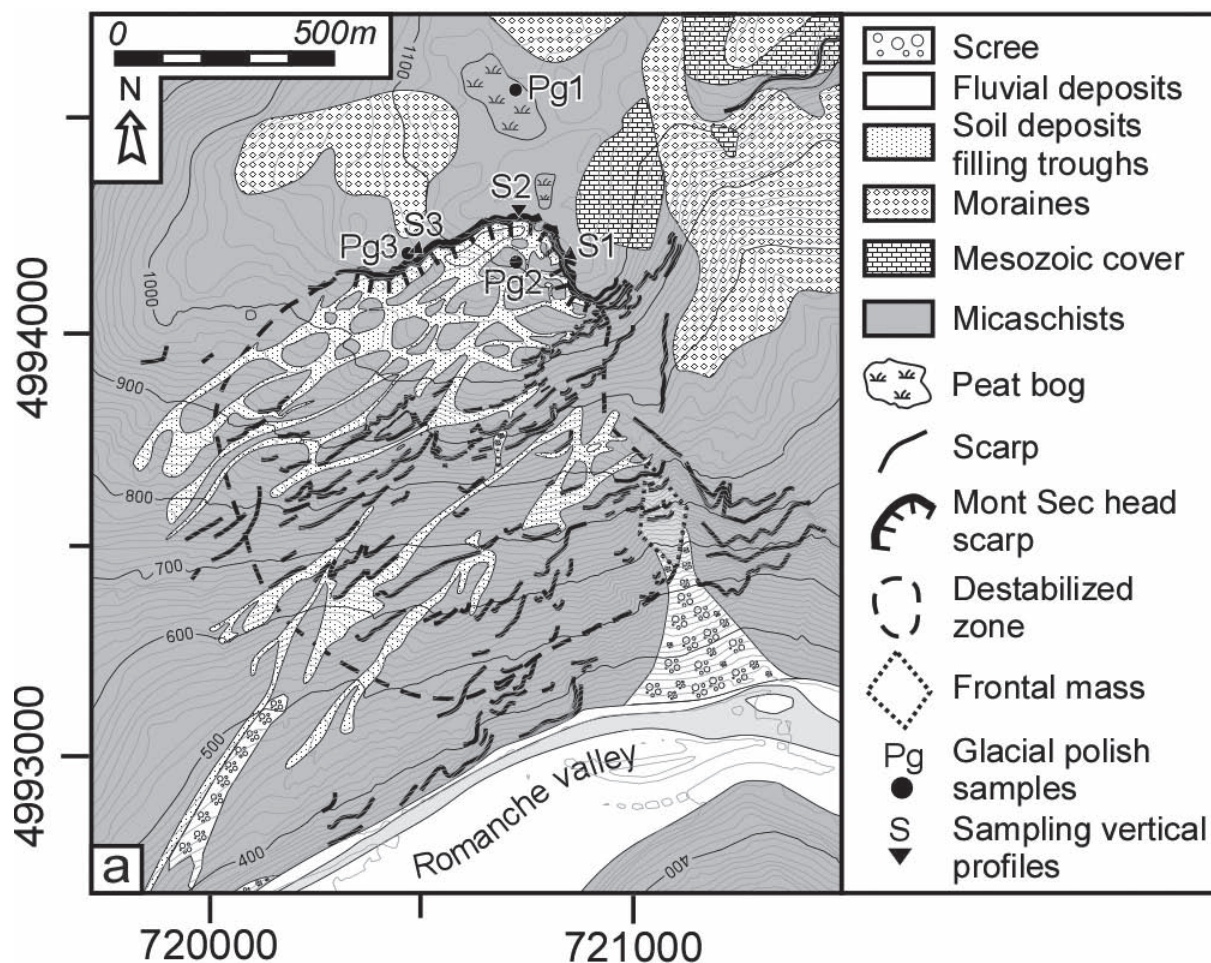 0 500m
N
1100
Pg1
S2
S3
S1
Pg3
Pg2
1000
900
800
700
600
500
400
400
Romanche valley
a
4994000
4993000
720000
721000
Scree
Fluvial deposits
Soil deposits
filling troughs
Moraines
Mesozoic cover
Micaschists
Peat bog
Scarp
Mont Sec head
scarp
Destabilized
zone
Frontal mass
Pg
Glacial polish
samples
S
Sampling vertical
profiles